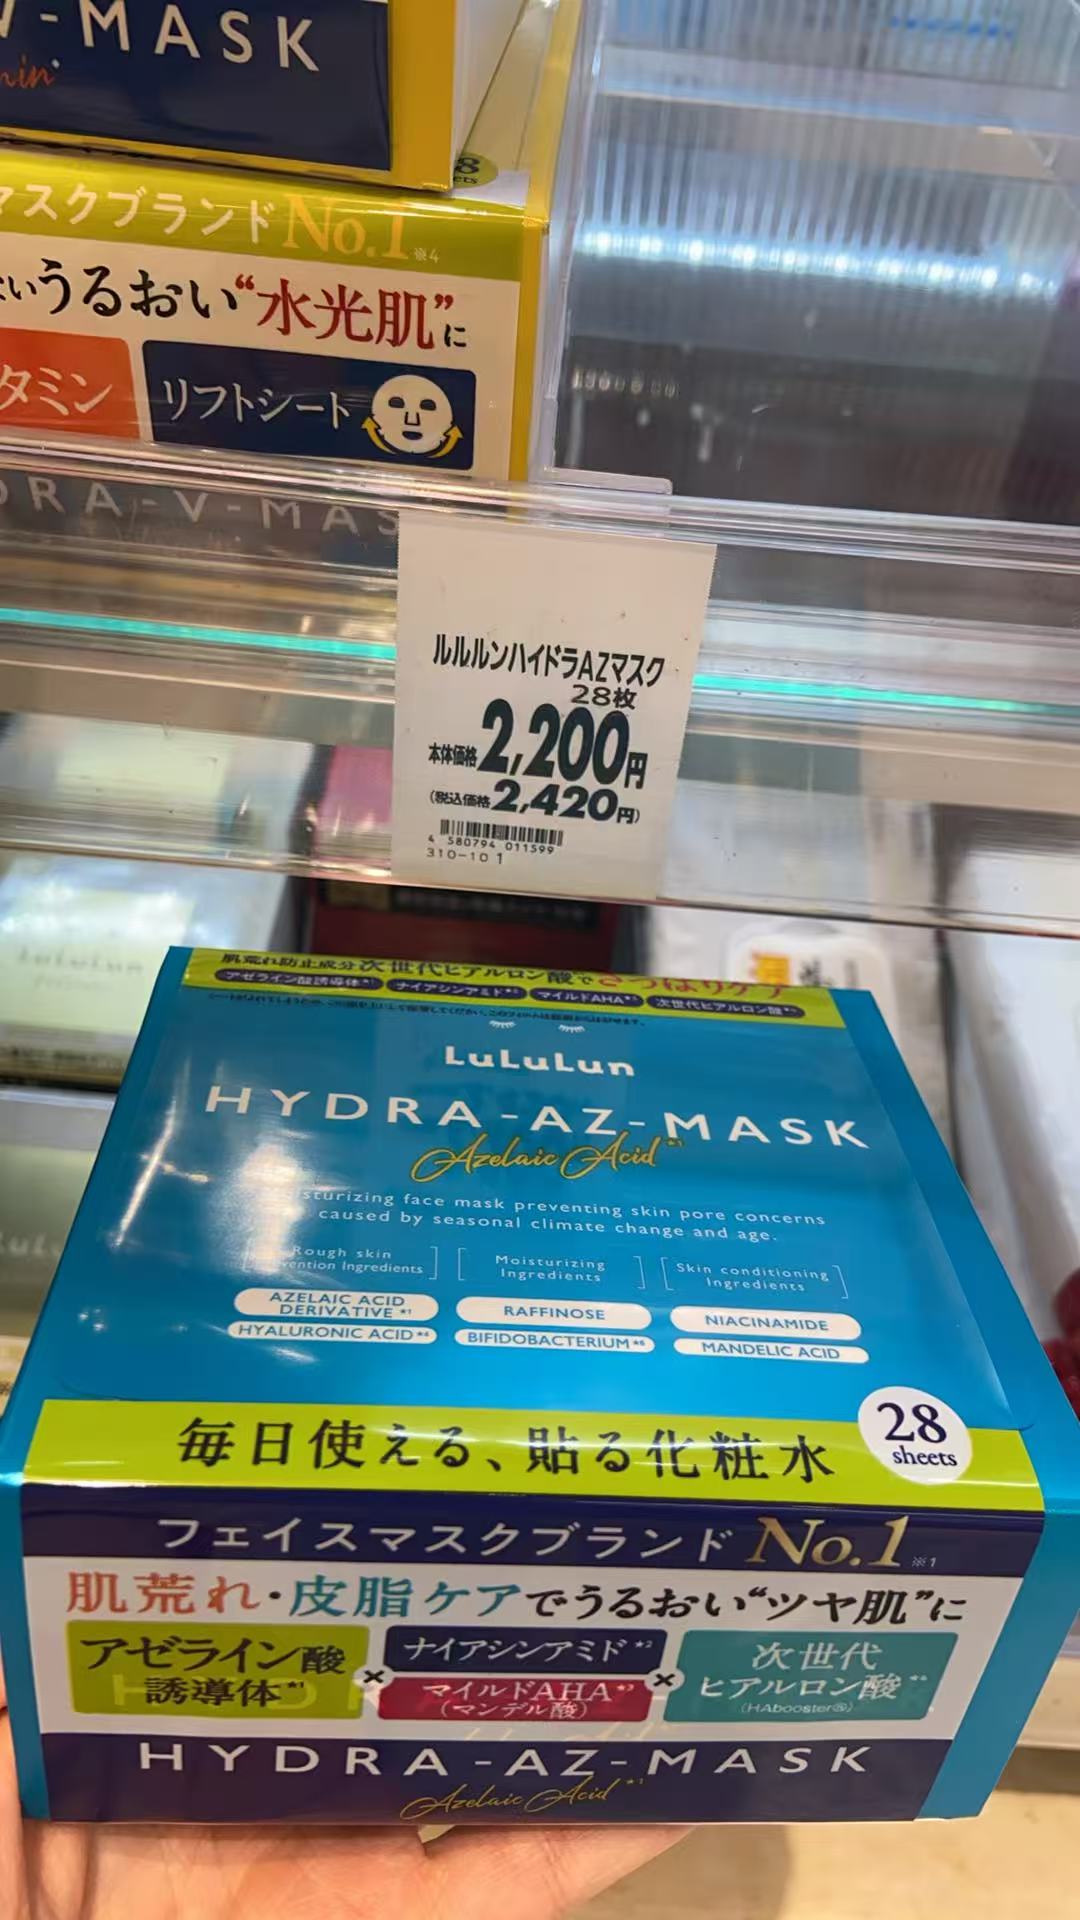 V-MASK
マスクブランドNo.1※4
いうるおい“水光肌”に
タミン
リフトシート
DRA-V-MAS
ルルルンハイドラAZマスク
28枚
本体価格2,200円
(税込価格2,420円)
4 580794 011599
310-10 1
肌荒れ防止成分次世代ヒアルロン酸でさっぱりケア
アゼライン酸誘導体 ナイアシンアミド マイルドAHA 次世代ヒアルロン酸
LuLuLun
HYDRA-AZ-MASK
Azelaic Acid*1
sturizing face mask preventing skin pore concerns
caused by seasonal climate change and age.
Rough skin
vention Ingredients
Moisturizing
Ingredients
Skin conditioning
Ingredients
AZELAIC ACID
DERIVATIVE*1
RAFFINOSE
NIACINAMIDE
HYALURONIC ACID*4
BIFIDOBACTERIUM
MANDELIC ACID
毎日使える、貼る化粧水
28
sheets
フェイスマスクブランドNo.1※1
肌荒れ・皮脂ケアでうるおい“ツヤ肌”に
アゼライン酸
誘導体*1
×
ナイアシンアミド*2
マイルドAHA
(マンデル酸)
×
次世代
ヒアルロン酸
(HAbooster®)
HYDRA-AZ-MASK
Azelaic Acid*1